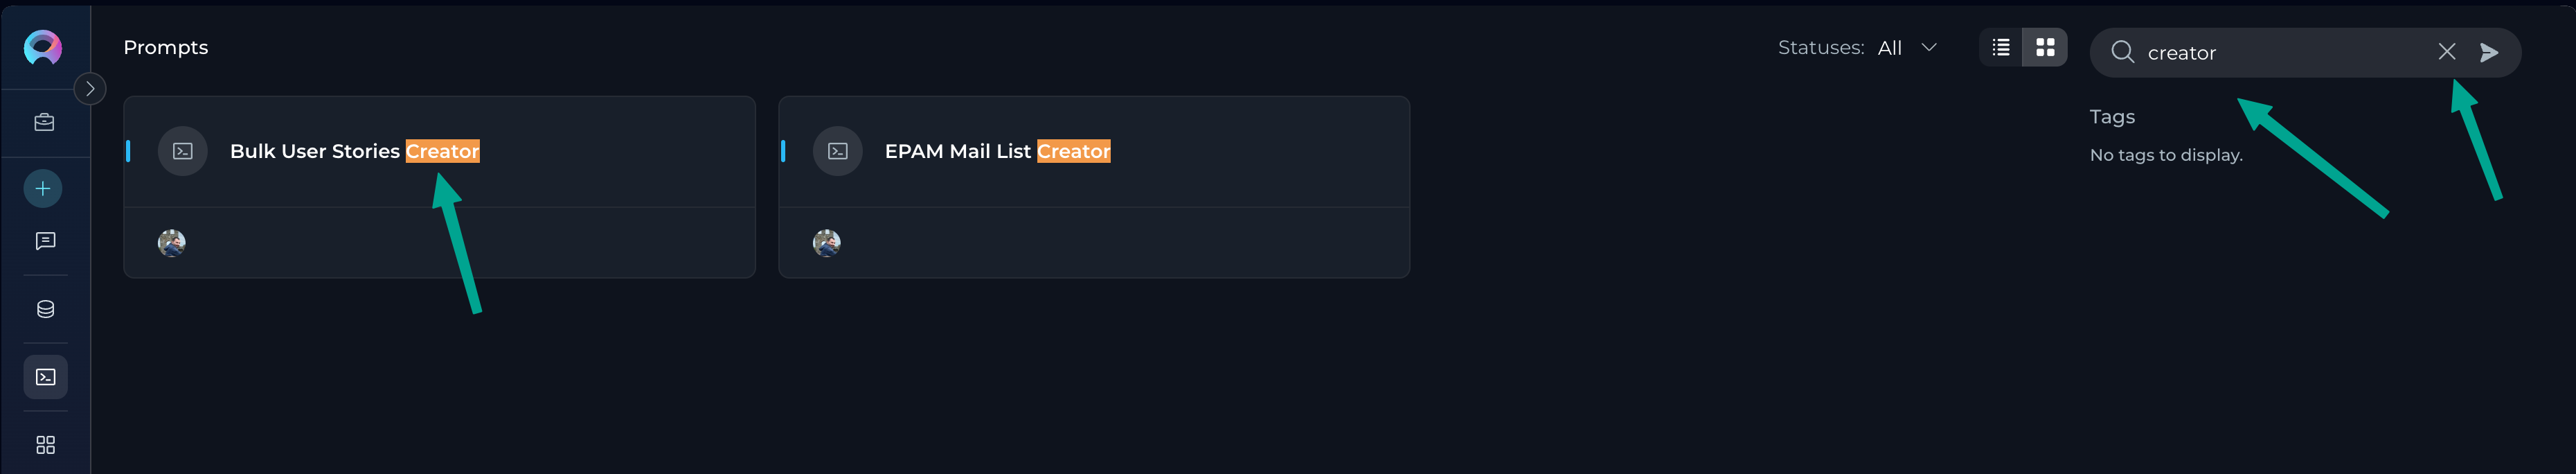 Prompts
Statuses: All
creator
Bulk User Stories Creator
EPAM Mail List Creator
Tags
No tags to display.